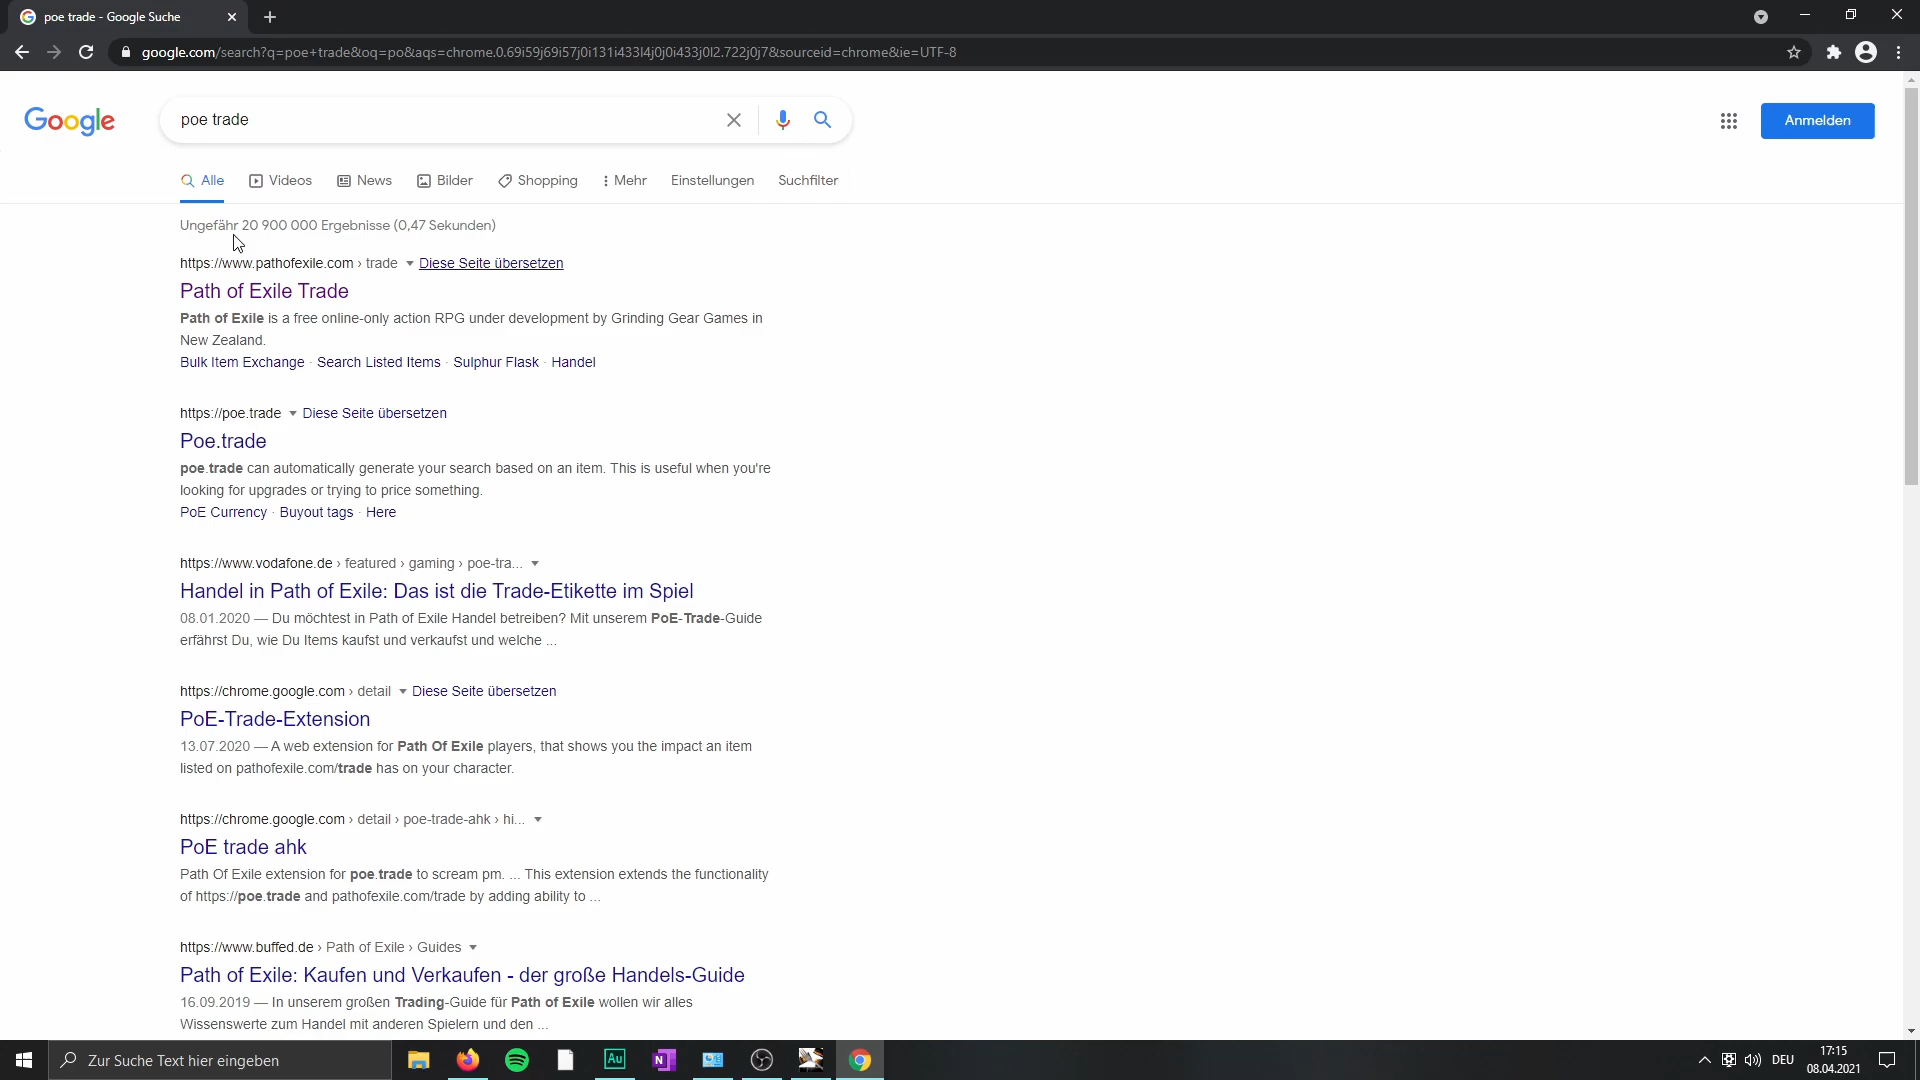 poe trade - Google Suche
google.com/search?q=poe+trade&oq=po&aqs=chrome.0.69i59j69i57j0i131i433l4j0j0i433j0l2.722j0j7&sourceid=chrome&ie=UTF-8
Google
poe trade
Anmelden
Alle Videos News Bilder Shopping Mehr Einstellungen Suchfilter
Ungefähr 20 900 000 Ergebnisse (0,47 Sekunden)
https://www.pathofexile.com › trade Diese Seite übersetzen
Path of Exile Trade
Path of Exile is a free online-only action RPG under development by Grinding Gear Games in
New Zealand.
Bulk Item Exchange · Search Listed Items · Sulphur Flask · Handel
https://poe.trade Diese Seite übersetzen
Poe.trade
poe.trade can automatically generate your search based on an item. This is useful when you're
looking for upgrades or trying to price something.
PoE Currency · Buyout tags · Here
https://www.vodafone.de › featured › gaming › poe-tra...
Handel in Path of Exile: Das ist die Trade-Etikette im Spiel
08.01.2020 — Du möchtest in Path of Exile Handel betreiben? Mit unserem PoE-Trade-Guide
erfährst Du, wie Du Items kaufst und verkaufst und welche ...
https://chrome.google.com › detail Diese Seite übersetzen
PoE-Trade-Extension
13.07.2020 — A web extension for Path Of Exile players, that shows you the impact an item
listed on pathofexile.com/trade has on your character.
https://chrome.google.com › detail › poe-trade-ahk › hi...
PoE trade ahk
Path Of Exile extension for poe.trade to scream pm. ... This extension extends the functionality
of https://poe.trade and pathofexile.com/trade by adding ability to ...
https://www.buffed.de › Path of Exile › Guides
Path of Exile: Kaufen und Verkaufen - der große Handels-Guide
16.09.2019 — In unserem großen Trading-Guide für Path of Exile wollen wir alles
Wissenswerte zum Handel mit anderen Spielern und den ...
Zur Suche Text hier eingeben
Au
N
DEU
17:15
08.04.2021